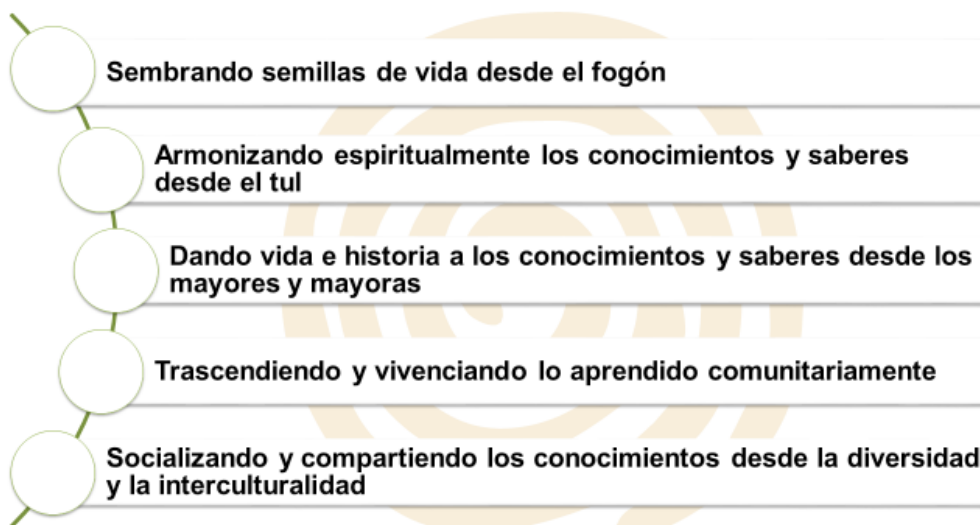 Sembrando semillas de vida desde el fogón
Armonizando espiritualmente los conocimientos y saberes
desde el tul
Dando vida e historia a los conocimientos y saberes desde los
mayores y mayoras
Trascendiendo y vivenciando lo aprendido comunitariamente
Socializando y compartiendo los conocimientos desde la diversidad
y la interculturalidad